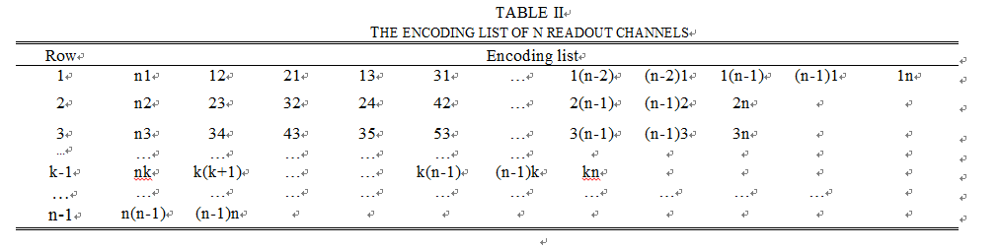 TABLE II
THE ENCODING LIST OF N READOUT CHANNELS
Row Encoding list
1 n1 12 21 13 31 … 1(n-2) (n-2)1 1(n-1) (n-1)1 1n
2 n2 23 32 24 42 … 2(n-1) (n-1)2 2n
3 n3 34 43 35 53 … 3(n-1) (n-1)3 3n
… … … … … … …
k-1 nk k(k+1) … … k(n-1) (n-1)k kn
… … … … … … … … … … …
n-1 n(n-1) (n-1)n